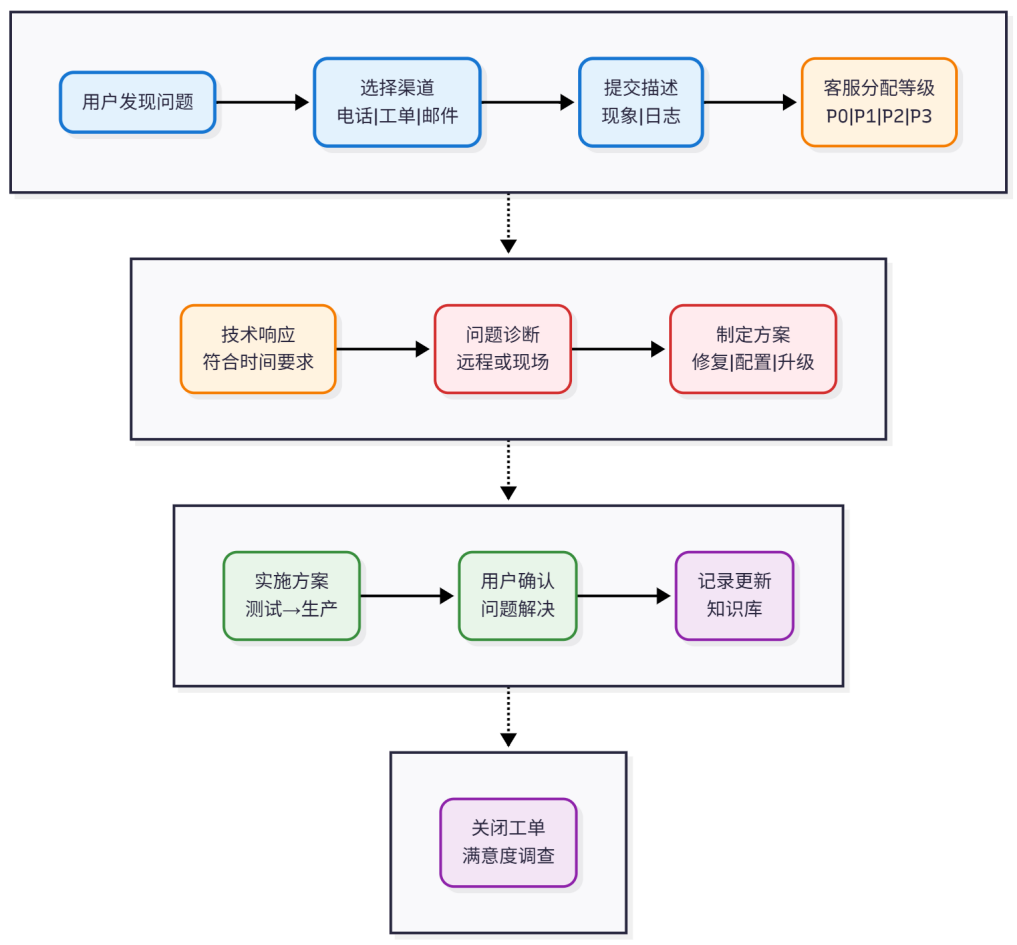 用户发现问题
选择渠道
电话|工单|邮件
提交描述
现象|日志
客服分配等级
P0|P1|P2|P3
技术响应
符合时间要求
问题诊断
远程或现场
制定方案
修复|配置|升级
实施方案
测试→生产
用户确认
问题解决
记录更新
知识库
关闭工单
满意度调查